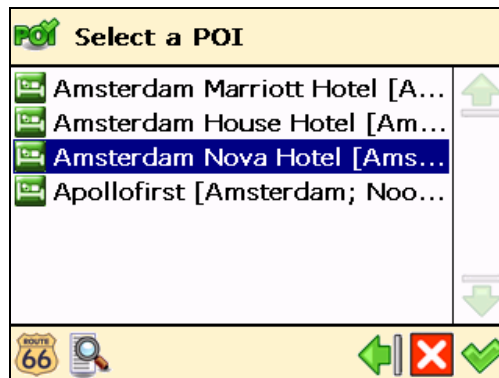 POI Select a POI
Amsterdam Marriott Hotel [A...
Amsterdam House Hotel [Am...
Amsterdam Nova Hotel [Ams...
Apollofirst [Amsterdam; Noo...
ROUTE
66